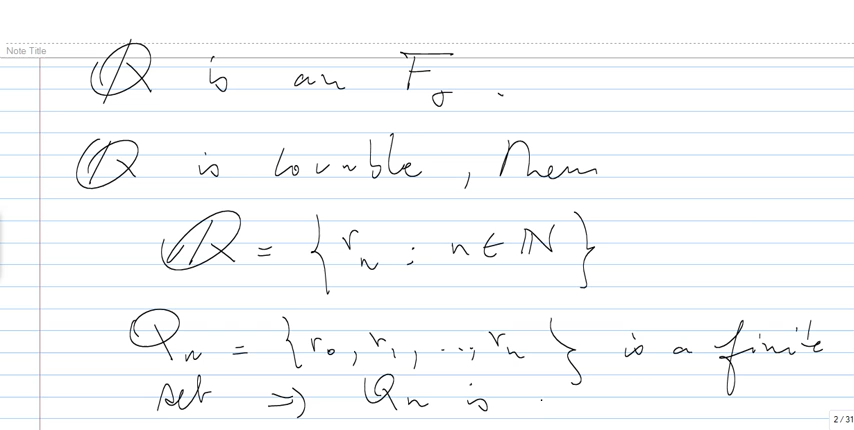 Note Title
ℚ is an F_σ.
ℚ is countable, then
ℚ = { r_n : n ∈ ℕ }
Q_n = { r_0, r_1, ..., r_n } is a finite
set ⇒ Q_n is .
2/31